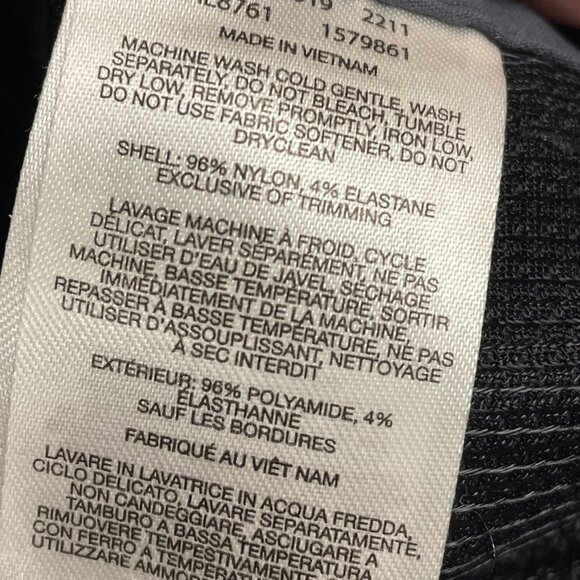 2211
1579861
MADE IN VIETNAM
MACHINE WASH COLD GENTLE, WASH
SEPARATELY, DO NOT BLEACH, TUMBLE
DRY LOW, REMOVE PROMPTLY, IRON LOW,
DO NOT USE FABRIC SOFTENER, DO NOT
DRYCLEAN
SHELL: 96% NYLON, 4% ELASTANE
EXCLUSIVE OF TRIMMING
LAVAGE MACHINE À FROID, CYCLE
DÉLICAT, LAVER SÉPARÉMENT, NE PAS
UTILISER D'EAU DE JAVEL, SÉCHAGE
MACHINE, BASSE TEMPÉRATURE, SORTIR
IMMÉDIATEMENT DE LA MACHINE,
REPASSER À BASSE TEMPÉRATURE, NE PAS
UTILISER D'ASSOUPLISSANT, NETTOYAGE
À SEC INTERDIT
EXTÉRIEUR: 96% POLYAMIDE, 4%
ÉLASTHANNE
SAUF LES BORDURES
FABRIQUÉ AU VIÊT NAM
LAVARE IN LAVATRICE IN ACQUA FREDDA,
CICLO DELICATO, LAVARE SEPARATAMENTE,
NON CANDEGGIARE, ASCIUGARE A
TAMBURO A BASSA TEMPERATURA,
RIMUOVERE TEMPESTIVAMENTE
CON FERRO A TEMPERATURA
UTILIZZARE